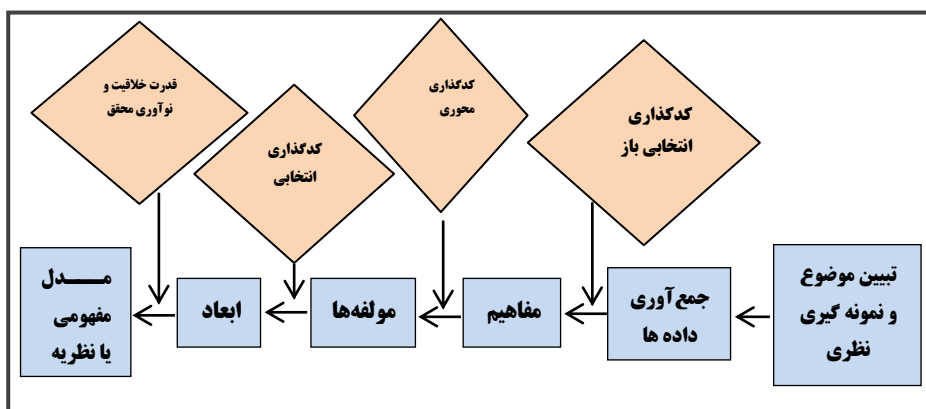 کدگذاری
انتخابی باز
کدگذاری
محوری
کدگذاری
انتخابی
قدرت خلاقیت و
نوآوری محقق
تبیین موضوع
و نمونه گیری
نظری
جمع‌آوری
داده ها
مفاهیم
مولفه‌ها
ابعاد
مــــدل
مفهومی
یا نظریه